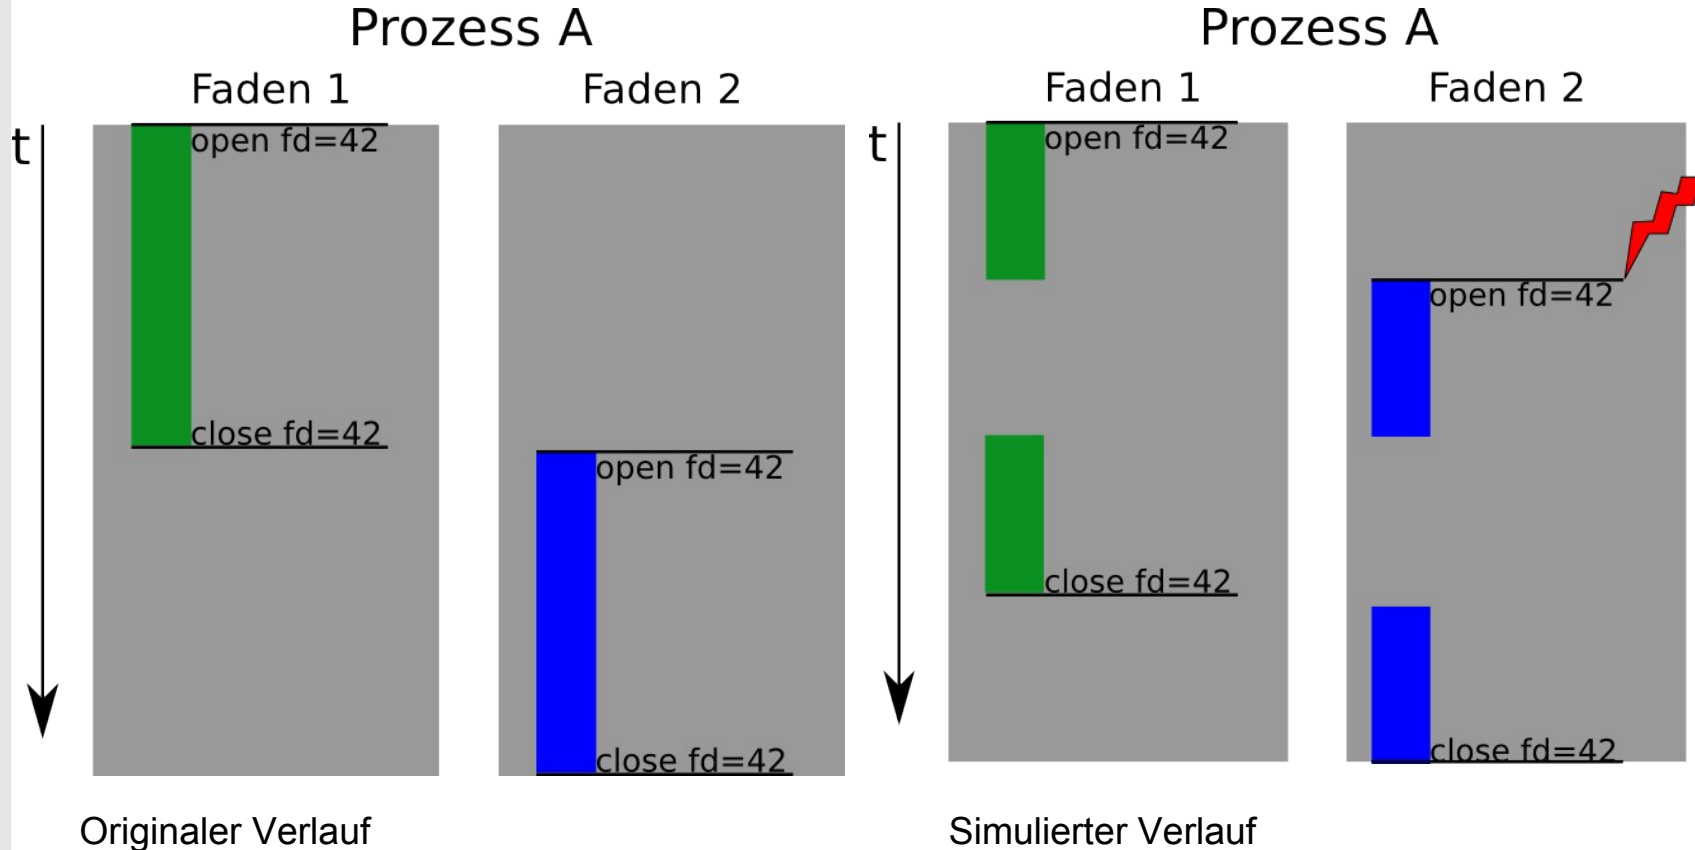 Prozess A
Faden 1
Faden 2
t
open fd=42
close fd=42
open fd=42
close fd=42
Originaler Verlauf
Prozess A
Faden 1
Faden 2
t
open fd=42
close fd=42
open fd=42
close fd=42
Simulierter Verlauf